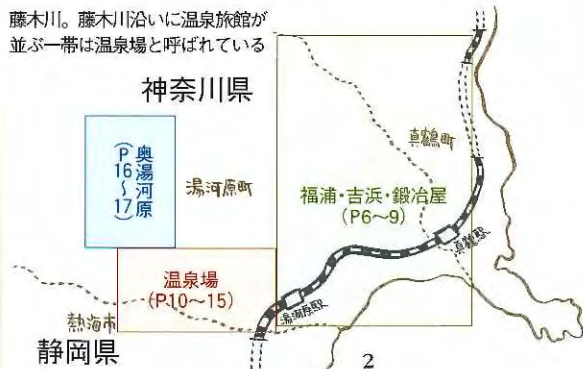 藤木川。藤木川沿いに温泉旅館が
並ぶ一帯は温泉場と呼ばれている
神奈川県
真鶴町
奥湯河原
(P16~17)
湯河原町
福浦・吉浜・鍛冶屋
(P6~9)
真鶴駅
温泉場
(P10~15)
湯河原駅
熱海市
静岡県
2